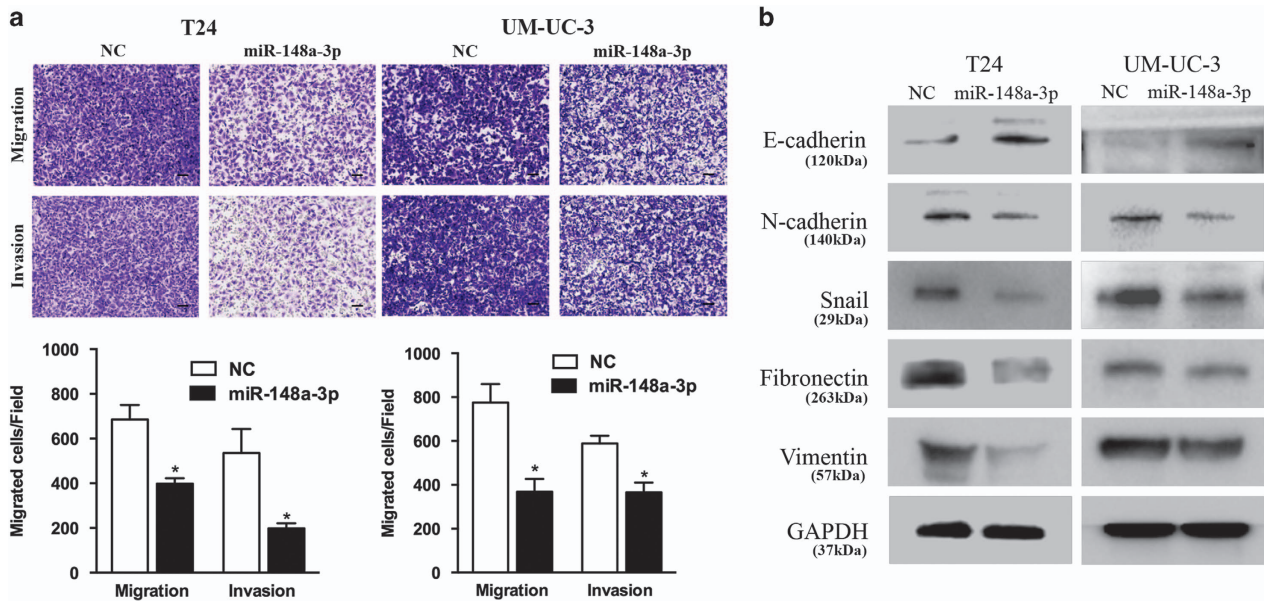 a
T24
UM-UC-3
NC
miR-148a-3p
NC
miR-148a-3p
Migration
Invasion
1000
800
600
400
200
0
Migrated cells/Field
NC
miR-148a-3p
*
*
Migration
Invasion
1000
800
600
400
200
0
Migrated cells/Field
NC
miR-148a-3p
*
*
Migration
Invasion
b
T24
UM-UC-3
NC
miR-148a-3p
NC
miR-148a-3p
E-cadherin
(120kDa)
N-cadherin
(140kDa)
Snail
(29kDa)
Fibronectin
(263kDa)
Vimentin
(57kDa)
GAPDH
(37kDa)